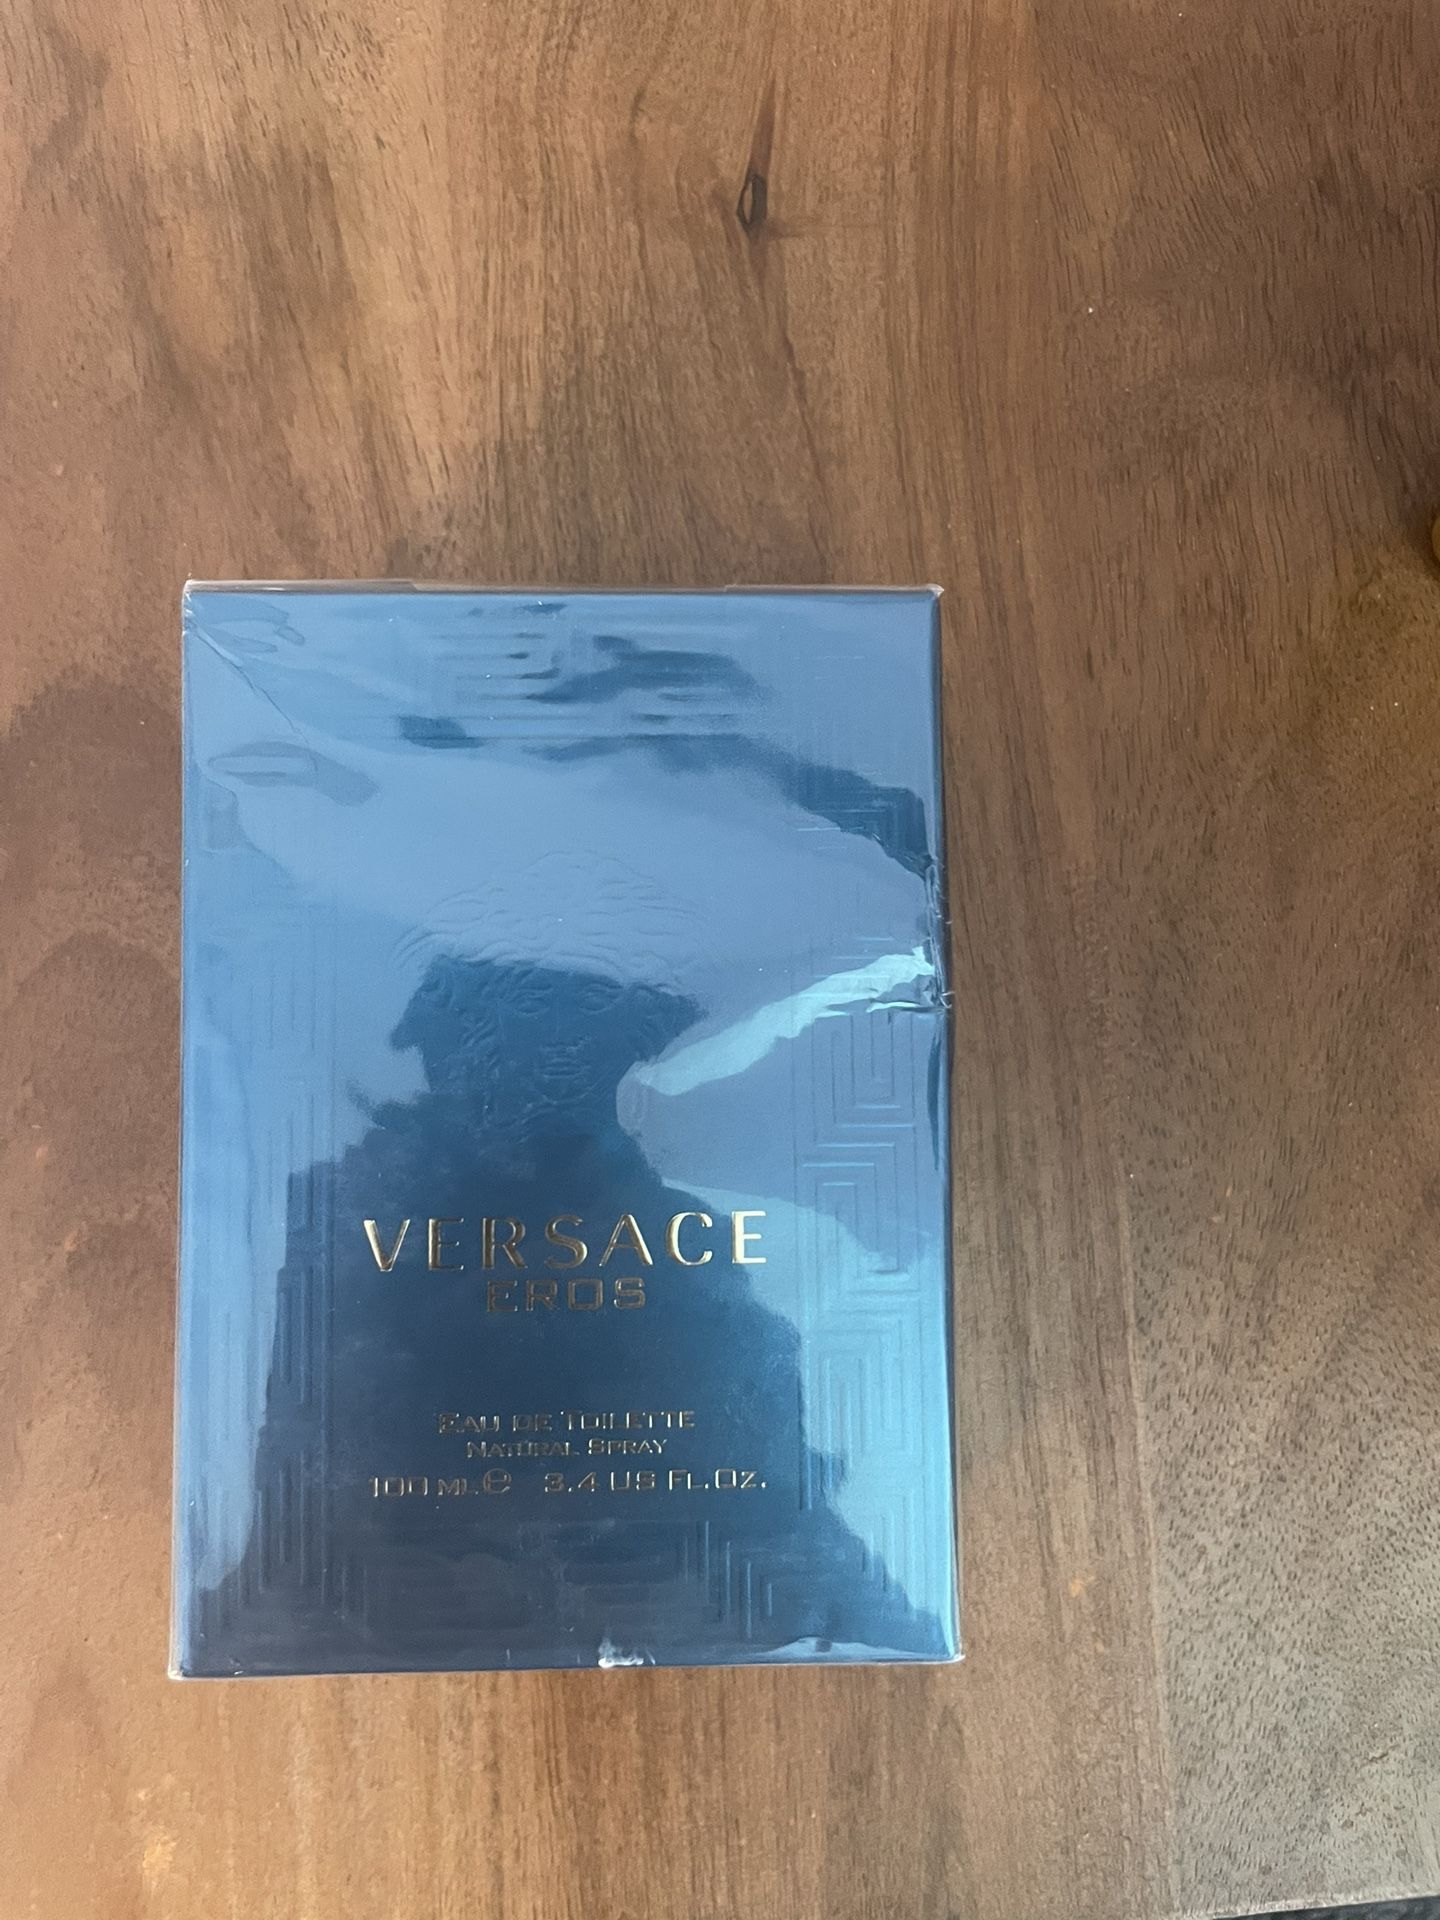 VERSACE
EROS
EAU DE TOILETTE
NATURAL SPRAY
100 ML ℮ 3.4 US FL.OZ.